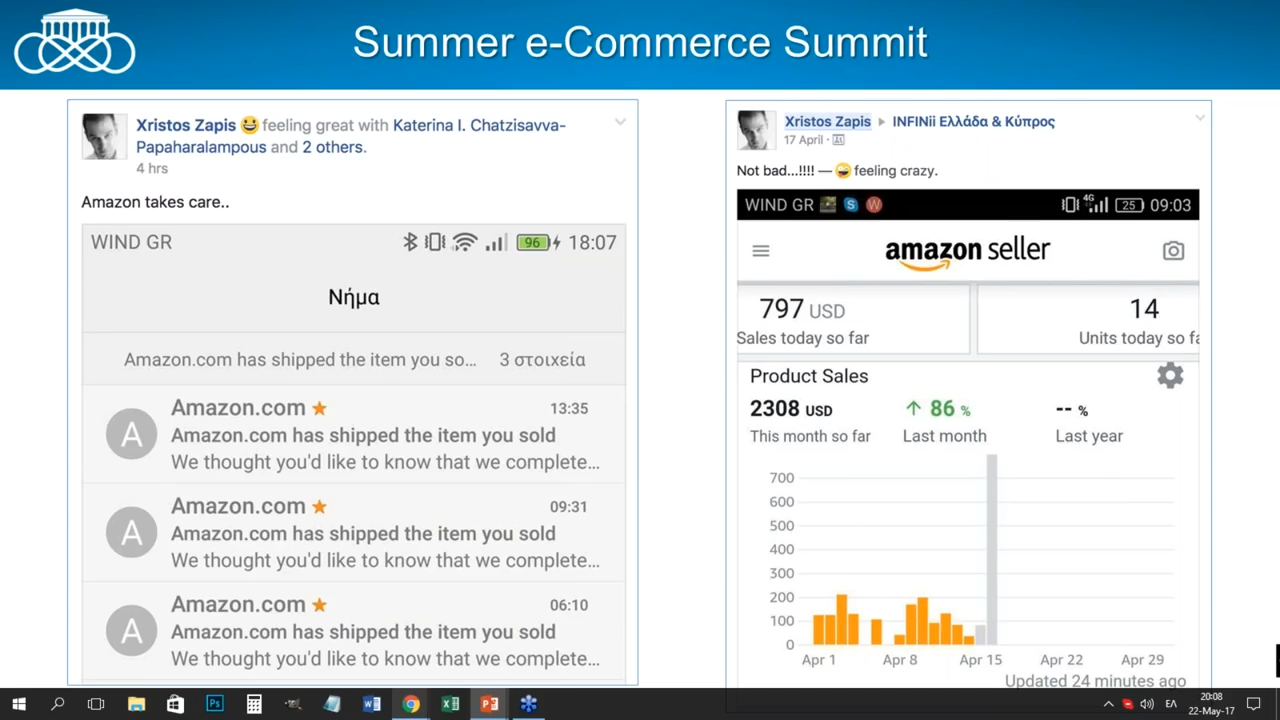 Summer e-Commerce Summit
Xristos Zapis 😃 feeling great with Katerina I. Chatzisavva-
Papaharalampous and 2 others.
4 hrs
Amazon takes care..
WIND GR 96 18:07
Νήμα
Amazon.com has shipped the item you so... 3 στοιχεία
A
Amazon.com ★ 13:35
Amazon.com has shipped the item you sold
We thought you'd like to know that we complete...
A
Amazon.com ★ 09:31
Amazon.com has shipped the item you sold
We thought you'd like to know that we complete...
A
Amazon.com ★ 06:10
Amazon.com has shipped the item you sold
We thought you'd like to know that we complete...
Xristos Zapis ▸ INFINii Ελλάδα & Κύπρος
17 April ·
Not bad...!!!! — 🤪 feeling crazy.
WIND GR S W 4G 25 09:03
amazon seller
797 USD
Sales today so far
14
Units today so fa
Product Sales
2308 USD
This month so far
↑ 86 %
Last month
-- %
Last year
700
600
500
400
300
200
100
0
Apr 1 Apr 8 Apr 15 Apr 22 Apr 29
Updated 24 minutes ago
Ps
ΕΛ
20:08
22-May-17